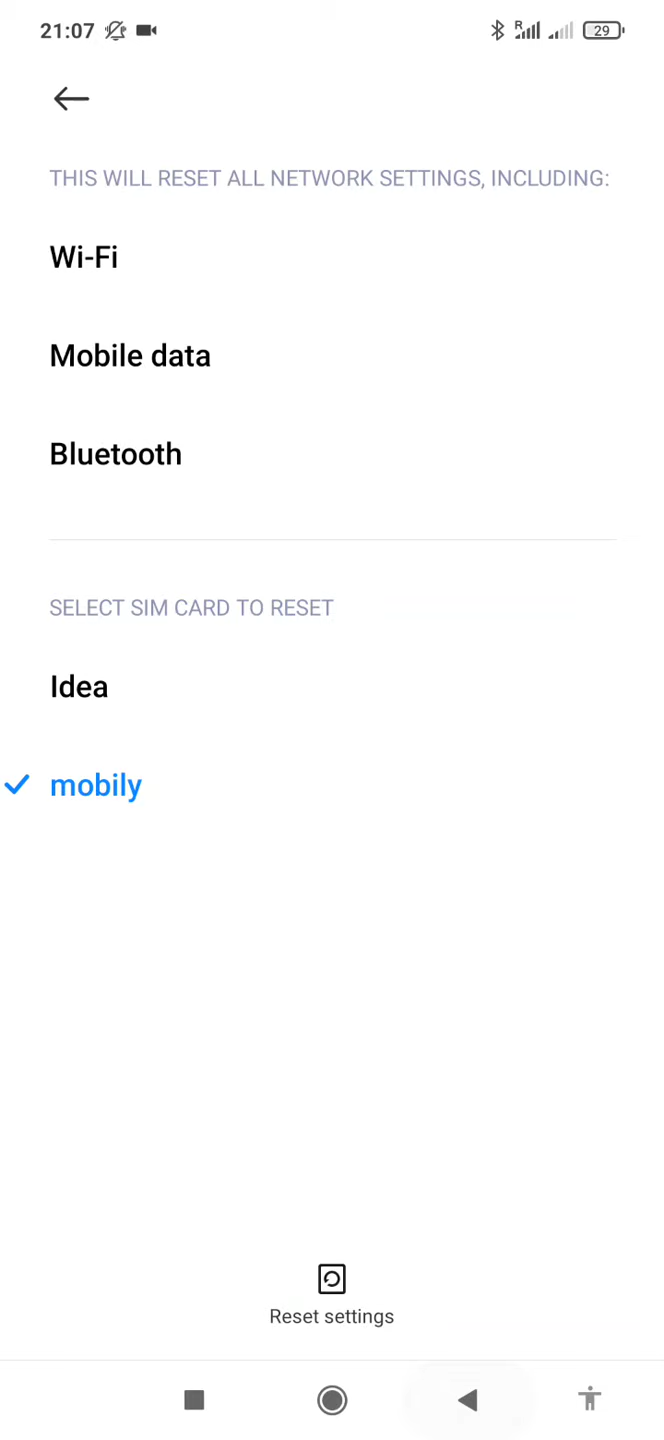 21:07 R 29
THIS WILL RESET ALL NETWORK SETTINGS, INCLUDING:
Wi-Fi
Mobile data
Bluetooth
SELECT SIM CARD TO RESET
Idea
mobily
Reset settings